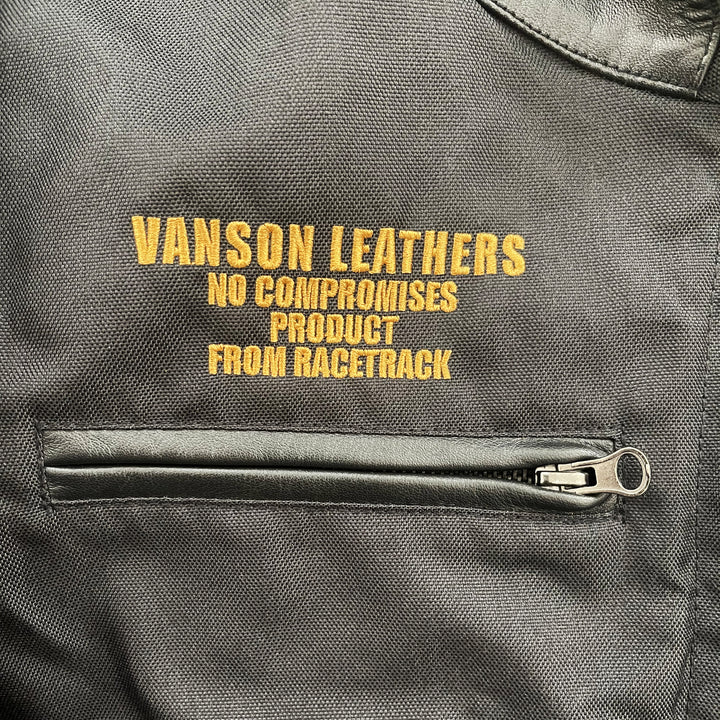 VANSON LEATHERS
NO COMPROMISES
PRODUCT
FROM RACETRACK